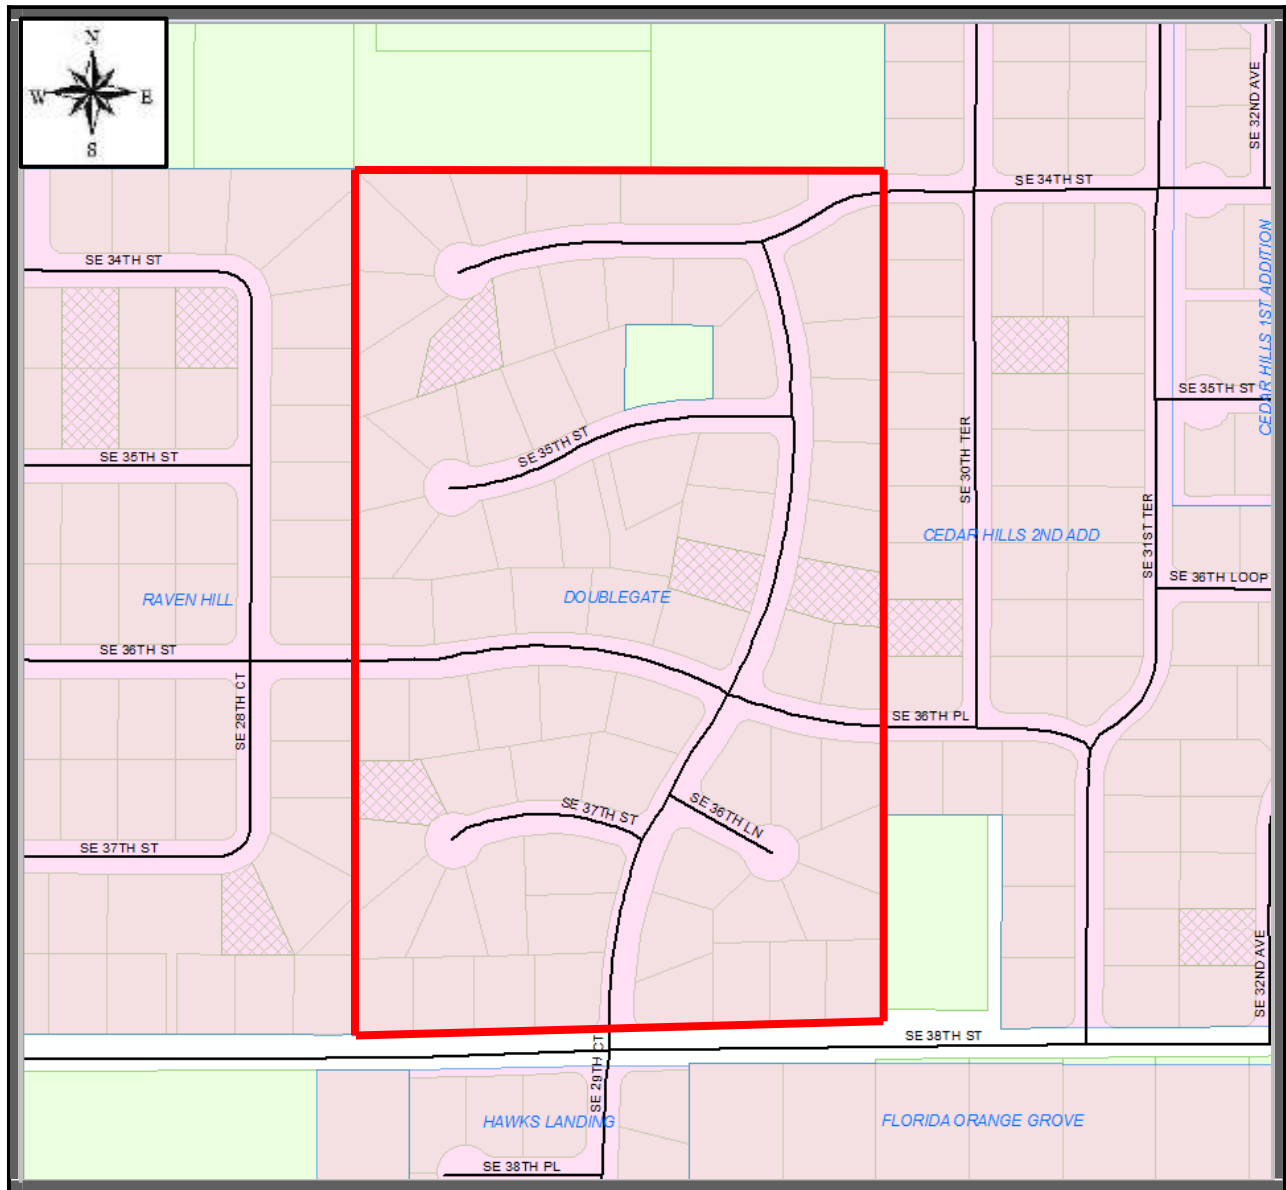 N
W E
S
SE 32ND AVE
SE 34TH ST
SE 34TH ST
CEDAR HILLS 1ST ADDITION
SE 35TH ST
SE 35TH ST
SE 35TH ST
SE 30TH TER
SE 31ST TER
CEDAR HILLS 2ND ADD
SE 36TH LOOP
RAVEN HILL
DOUBLEGATE
SE 36TH ST
SE 28TH CT
SE 36TH PL
SE 37TH ST
SE 36TH LN
SE 37TH ST
SE 32ND AVE
SE 38TH ST
SE 29TH CT
HAWKS LANDING
FLORIDA ORANGE GROVE
SE 38TH PL